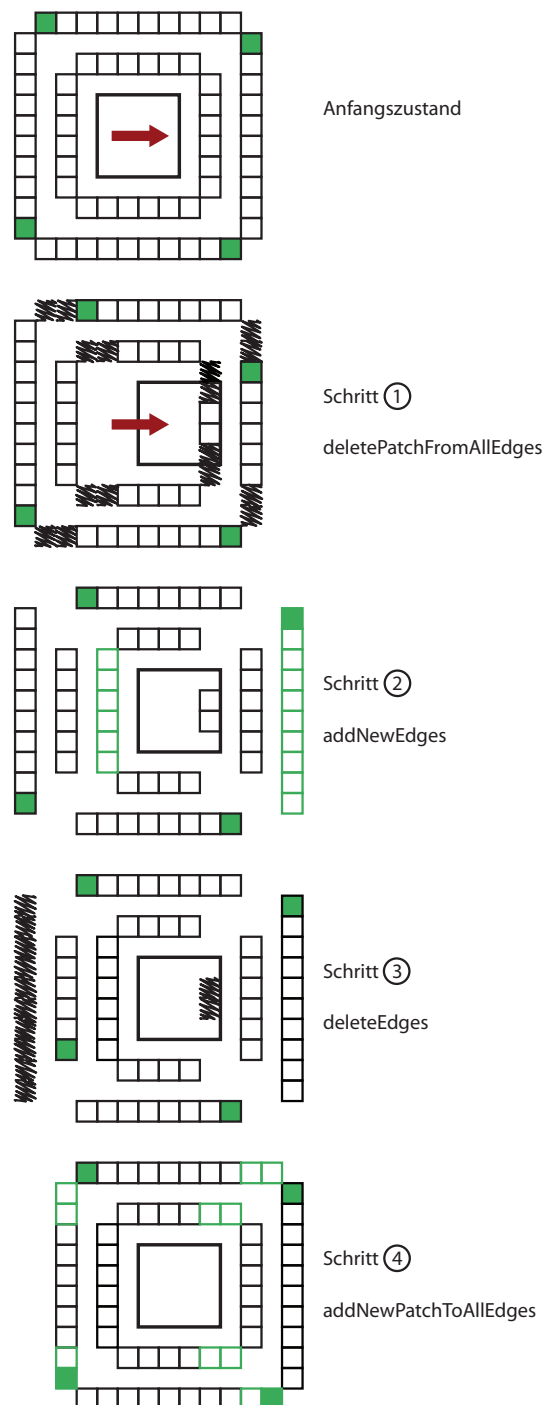 Anfangszustand
Schritt 1
deletePatchFromAllEdges
Schritt 2
addNewEdges
Schritt 3
deleteEdges
Schritt 4
addNewPatchToAllEdges